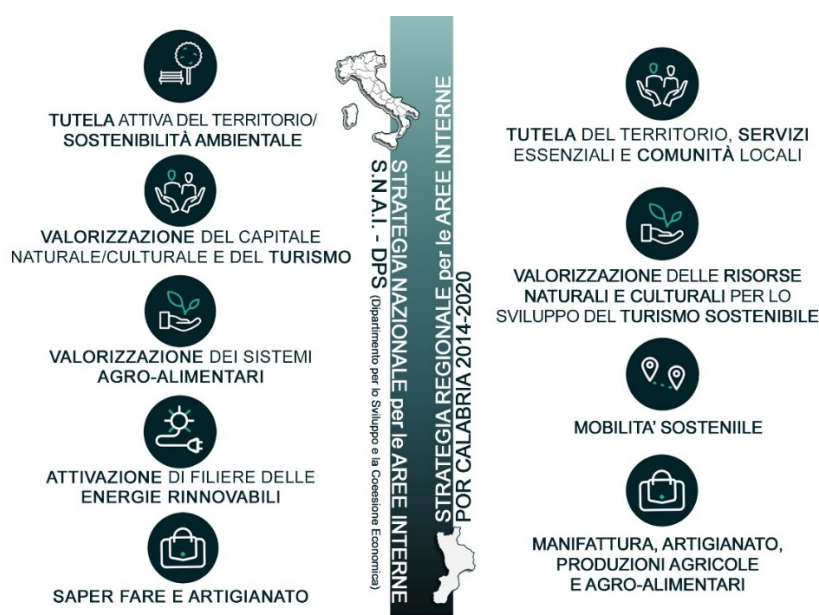 TUTELA ATTIVA DEL TERRITORIO/
SOSTENIBILITÀ AMBIENTALE
VALORIZZAZIONE DEL CAPITALE
NATURALE/CULTURALE E DEL TURISMO
VALORIZZAZIONE DEI SISTEMI
AGRO-ALIMENTARI
ATTIVAZIONE DI FILIERE DELLE
ENERGIE RINNOVABILI
SAPER FARE E ARTIGIANATO
STRATEGIA NAZIONALE per le AREE INTERNE
S.N.A.I. - DPS (Dipartimento per lo Sviluppo e la Coeesione Economica)
STRATEGIA REGIONALE per le AREE INTERNE
POR CALABRIA 2014-2020
TUTELA DEL TERRITORIO, SERVIZI
ESSENZIALI E COMUNITÀ LOCALI
VALORIZZAZIONE DELLE RISORSE
NATURALI E CULTURALI PER LO
SVILUPPO DEL TURISMO SOSTENIBILE
MOBILITA' SOSTENIILE
MANIFATTURA, ARTIGIANATO,
PRODUZIONI AGRICOLE
E AGRO-ALIMENTARI